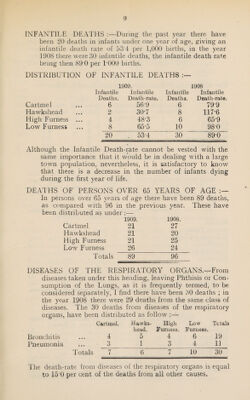 9
INFANTILE DEATHS :—During the past year there have
been 20 deaths in infants under one year of age, giving an
infantile death rate of 53·4 per 1,000 births, in the year
1908 there were 30 infantile deaths, the infantile death rate
being then 89·0 per 1·000 births.
DISTRIBUTION OF INFANTILE DEATHS :—
1909. 1908
Infantile Infantile Infantile Infantile
Deaths. Death-rate. Deaths. Death-rate.
Cartmel ... 6 56·9 6 79·9
Hawkshead ... 2 30·7 8 117·6
High Furness ... 4 48·3 6 65·9
Low Furness ... 8 65·5 10 98·0
20 53·4 30 89·0
Although the Infantile Death-rate cannot be vested with the
same importance that it would be in dealing with a large
town population, nevertheless, it is satisfactory to know
that there is a decrease in the number of infants dying
during the first year of life.
DEATHS OF PERSONS OVER 65 YEARS OF AGE :—
In persons over 65 years of age there have been 89 deaths,
as compared with 96 in the previous year. These have
been distributed as under :—
1909. 1908.
Cartmel 21 27
Hawkshead 21 20
High Furness 21 25
Low Furness 26 24
Totals 89 96
DISEASES OF THE RESPIRATORY ORGANS.—From
diseases taken under this heading, leaving Phthisis or Con-
sumption of the Lungs, as it is frequently termed, to be
considered separately, I find there have been 30 deaths ; in
the year 1908 there were 29 deaths from the same class of
diseases. The 30 deaths from diseases of the respiratory
organs, have been distributed as follow :—
Cartmel. Hawks- High Low Totals
head. Furness. Furness.
Bronchitis ... 4 5 4 6 19
Pneumonia ... 3 1 3 4 11
Totals 7 6 7 10 30
The death-rate from diseases of the respiratory organs is equal
to 15·0 per cent of the deaths from all other causes.